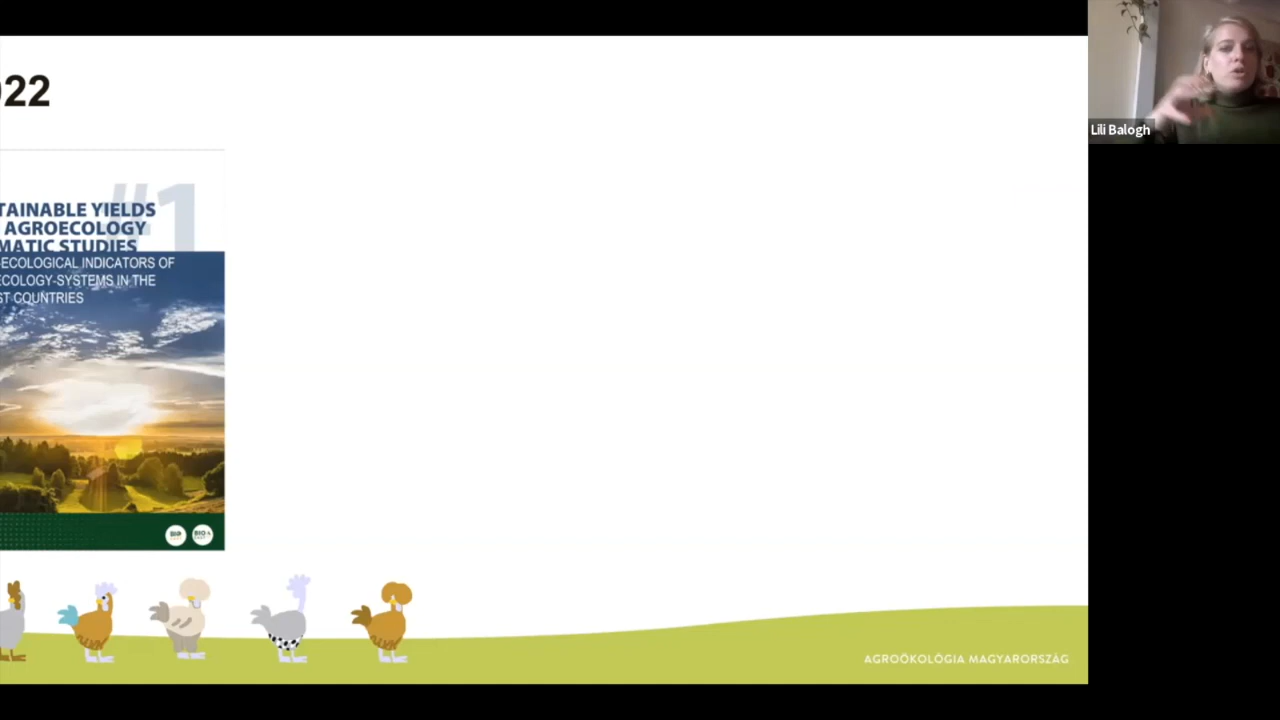 022
#1
TAINABLE YIELDS
AGROECOLOGY
MATIC STUDIES
ECOLOGICAL INDICATORS OF
ECOLOGY-SYSTEMS IN THE
ST COUNTRIES
AGROÖKOLÓGIA MAGYARORSZÁG
Lili Balogh